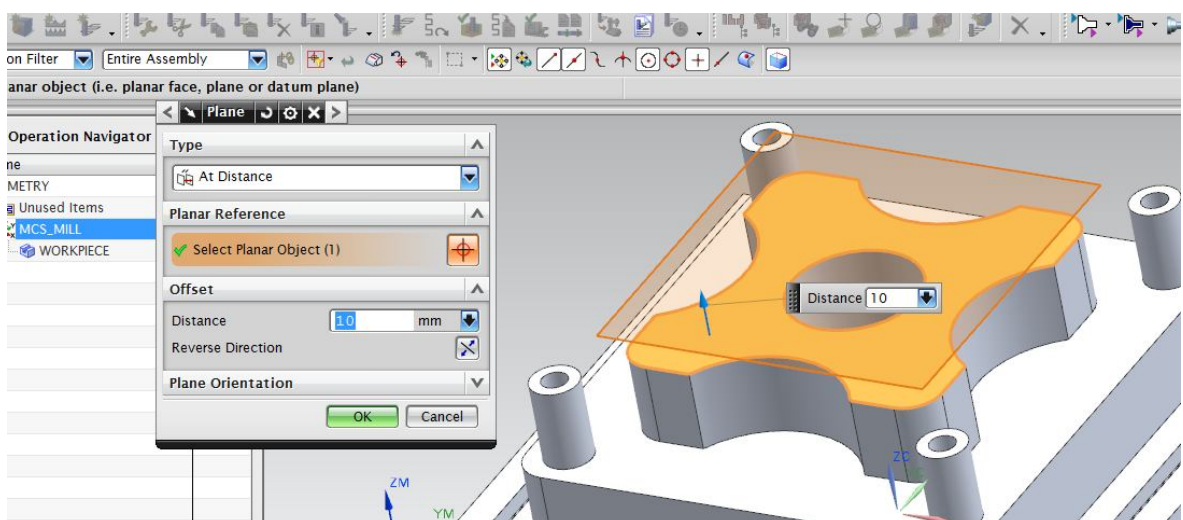 on Filter Entire Assembly
anar object (i.e. planar face, plane or datum plane)
Plane
Operation Navigator
Type
ne
At Distance
METRY
Unused Items
Planar Reference
MCS_MILL
Select Planar Object (1)
WORKPIECE
Offset
Distance 10
Distance 10 mm
Reverse Direction
Plane Orientation
OK Cancel
ZC
ZM
YM